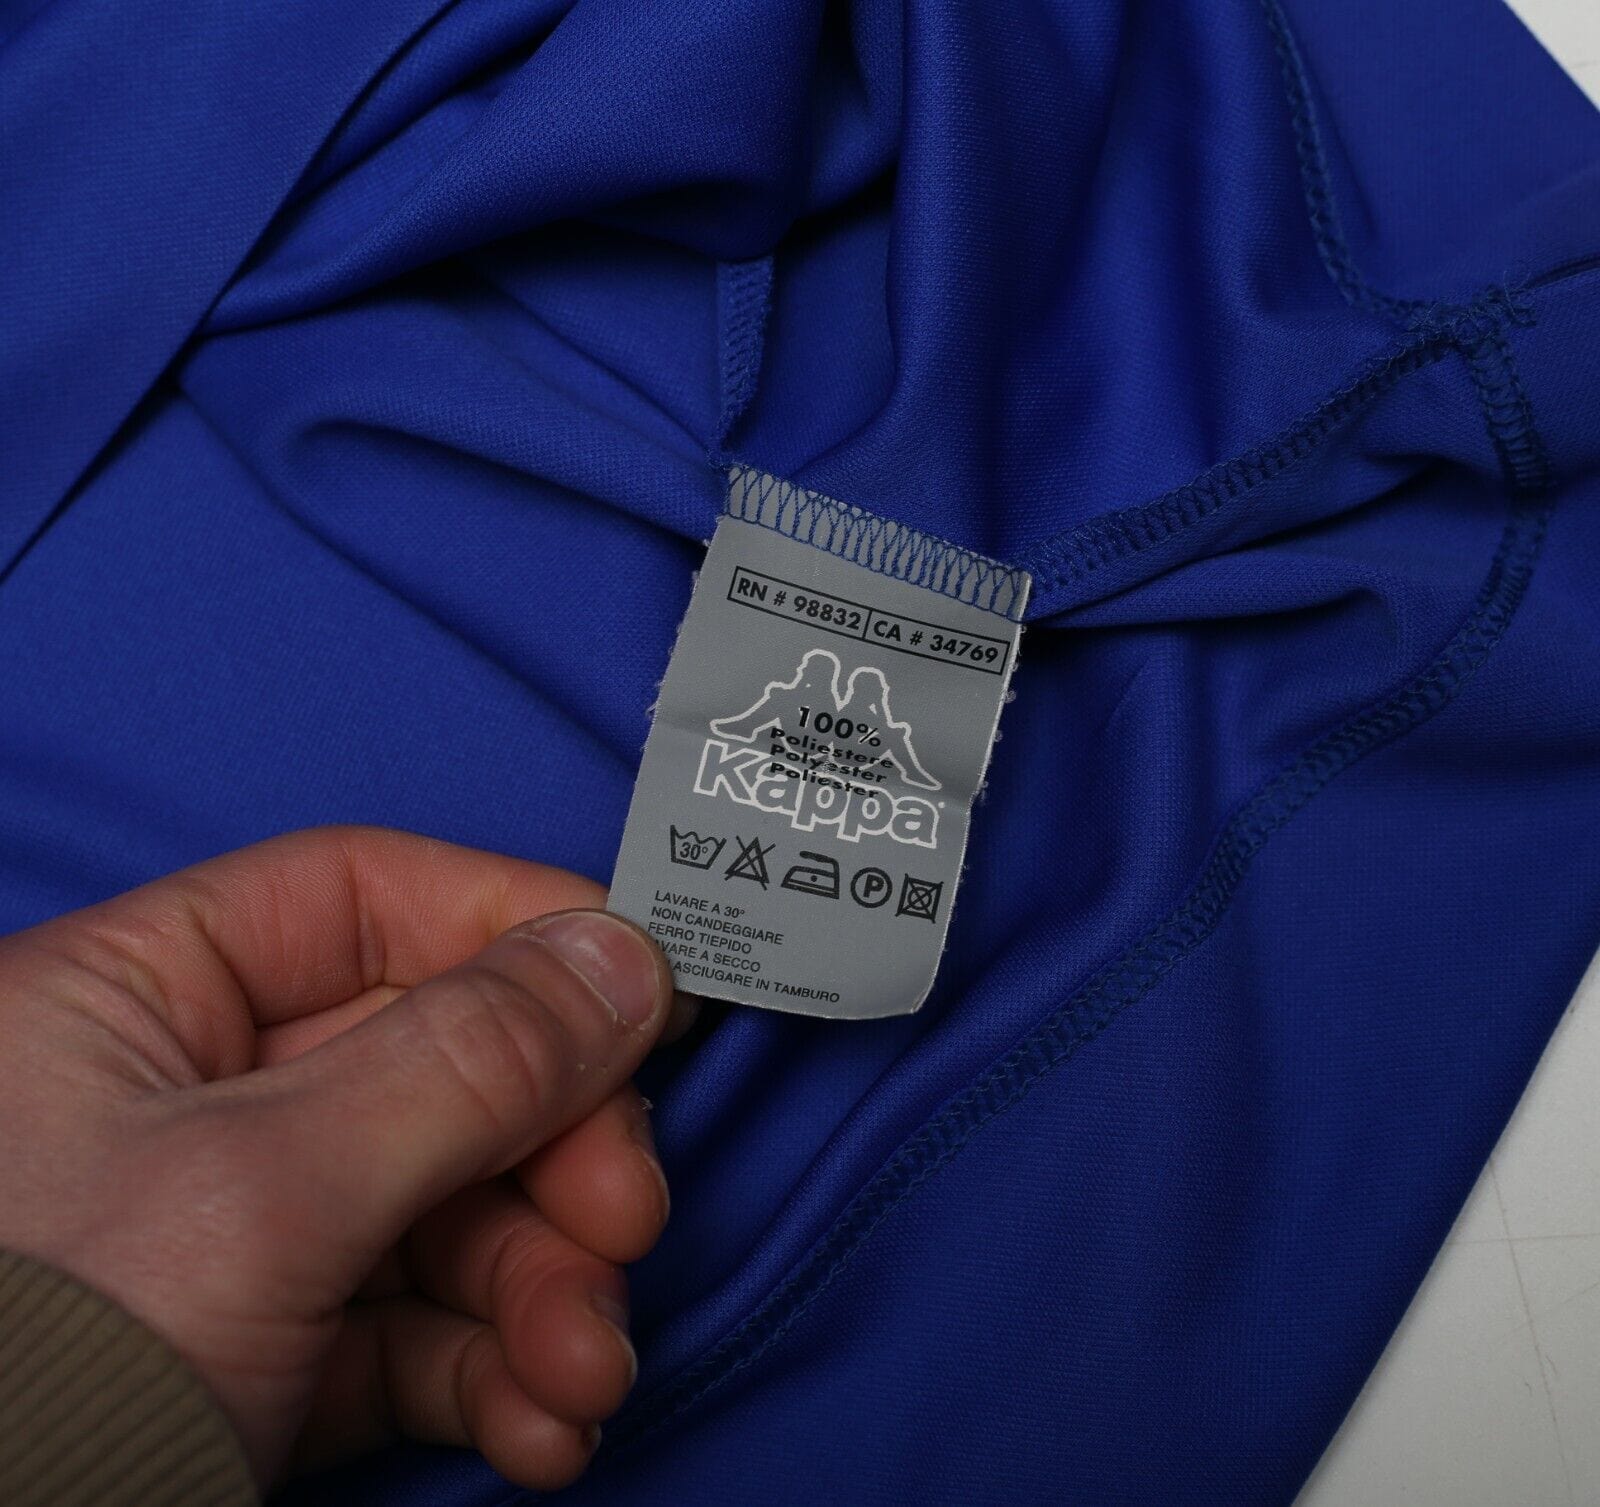 RN # 98832 CA # 34769
100%
Poliestere
Polyester
Poliester
Kappa
30° P
LAVARE A 30°
NON CANDEGGIARE
FERRO TIEPIDO
AVARE A SECCO
ASCIUGARE IN TAMBURO